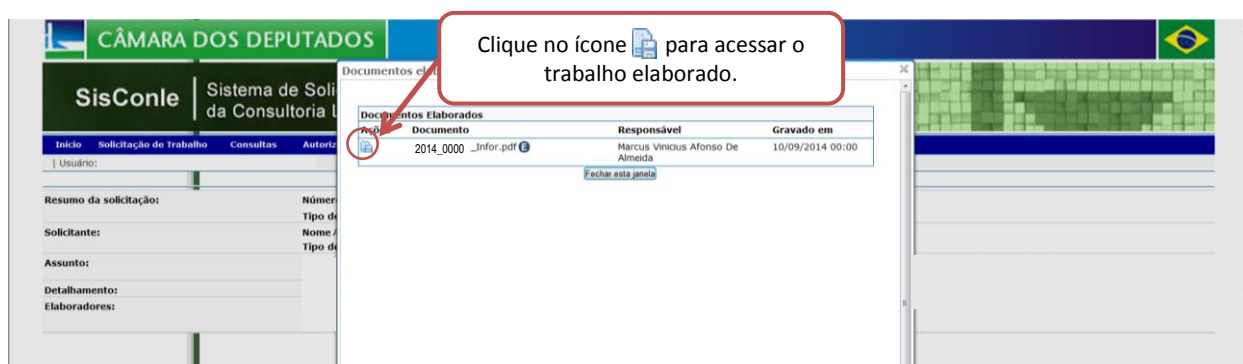 CÂMARA DOS DEPUTADOS
Clique no ícone para acessar o
trabalho elaborado.
SisConle
Sistema de Soli
da Consultoria L
Início Solicitação de Trabalho Consultas Autoriz
| Usuário:
Resumo da solicitação:
Númer
Tipo de
Solicitante:
Nome /
Tipo de
Assunto:
Detalhamento:
Elaboradores:
Documentos
Documentos Elaborados
Ações Documento Responsável Gravado em
2014_0000 _Infor.pdf E Marcus Vinicius Afonso De 10/09/2014 00:00
Almeida
Fechar esta janela